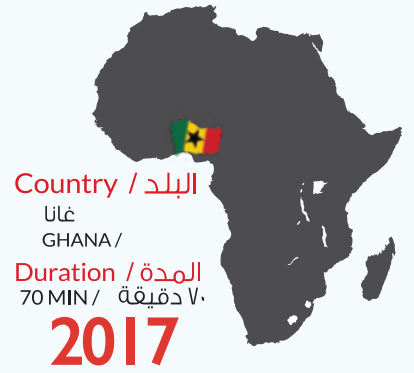 Country / البلد
غانا
GHANA /
Duration / المدة
70 MIN / ٧٠ دقيقة
2017